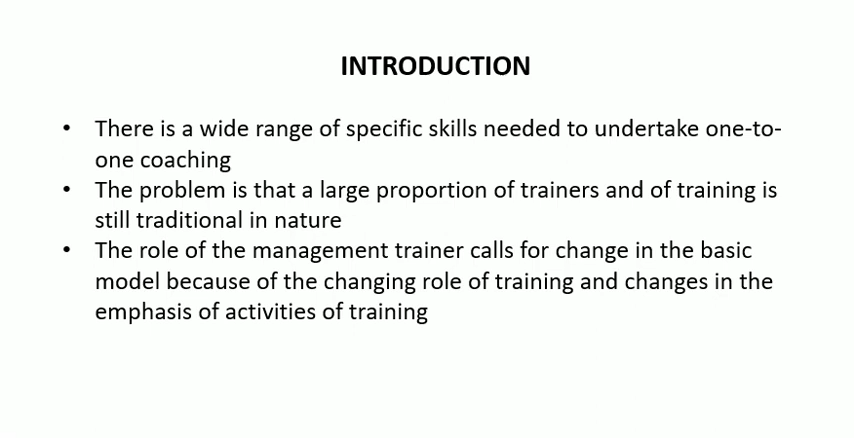 INTRODUCTION
• There is a wide range of specific skills needed to undertake one-to-
one coaching
• The problem is that a large proportion of trainers and of training is
still traditional in nature
• The role of the management trainer calls for change in the basic
model because of the changing role of training and changes in the
emphasis of activities of training